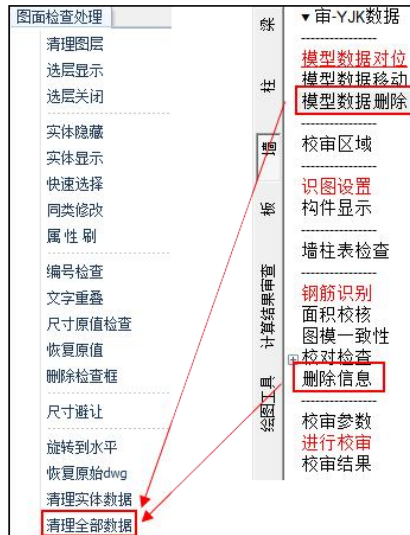 图面检查处理
清理图层
选层显示
选层关闭
实体隐藏
实体显示
快速选择
同类修改
属性刷
编号检查
文字重叠
尺寸原值检查
恢复原值
删除检查框
尺寸避让
旋转到水平
恢复原始dwg
清理实体数据
清理全部数据
梁
柱
墙
板
计算结果审查
绘图工具
▾审-YJK数据
模型数据对位
模型数据移动
模型数据删除
校审区域
识图设置
构件显示
墙柱表检查
钢筋识别
面积校核
图模一致性
校对检查
删除信息
校审参数
进行校审
校审结果